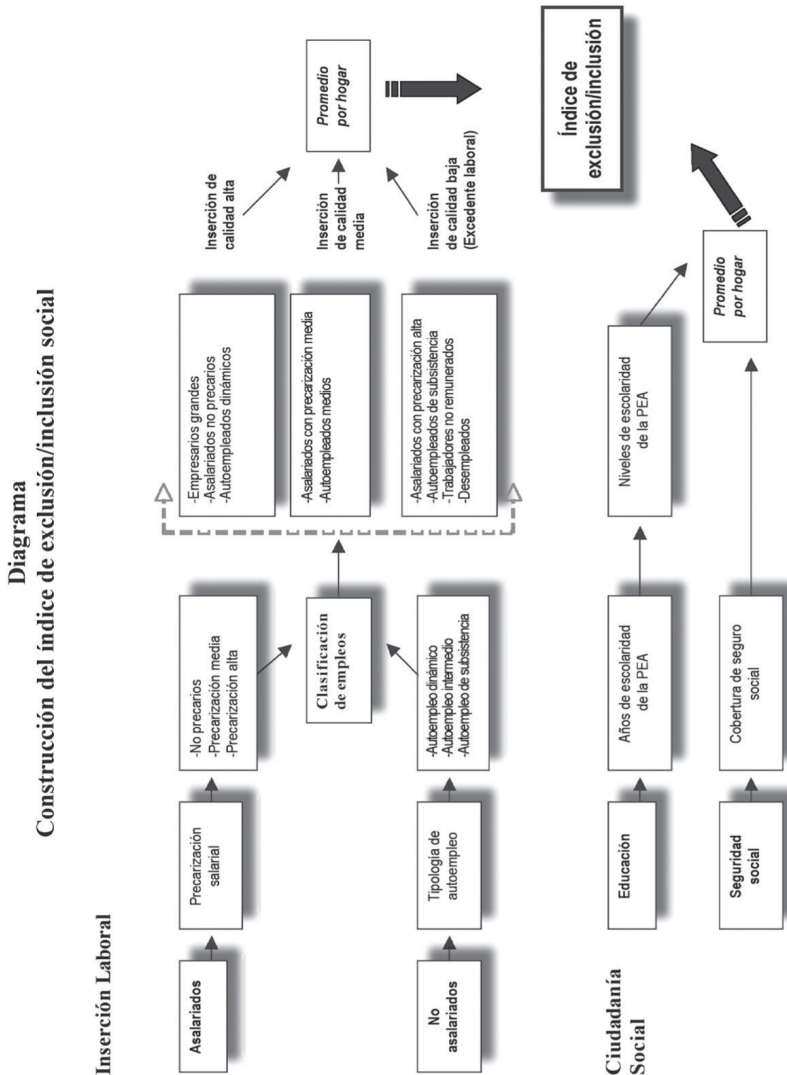 Diagrama
Construcción del índice de exclusión/inclusión social
Inserción Laboral
Asalariados
Precarización
salarial
-No precarios
-Precarización media
-Precarización alta
No
asalariados
Tipología de
autoempleo
-Autoempleo dinámico
-Autoempleo intermedio
-Autoempleo de subsistencia
Clasificación
de empleos
-Empresarios grandes
-Asalariados no precarios
-Autoempleados dinámicos
-Asalariados con precarización media
-Autoempleados medios
-Asalariados con precarización alta
-Autoempleados de subsistencia
-Trabajadores no remunerados
-Desempleados
Inserción de
calidad alta
Inserción
de calidad
media
Inserción
de calidad baja
(Excedente laboral)
Promedio
por hogar
Índice de
exclusión/inclusión
Ciudadanía
Social
Educación
Años de escolaridad
de la PEA
Niveles de escolaridad
de la PEA
Seguridad
social
Cobertura de seguro
social
Promedio
por hogar